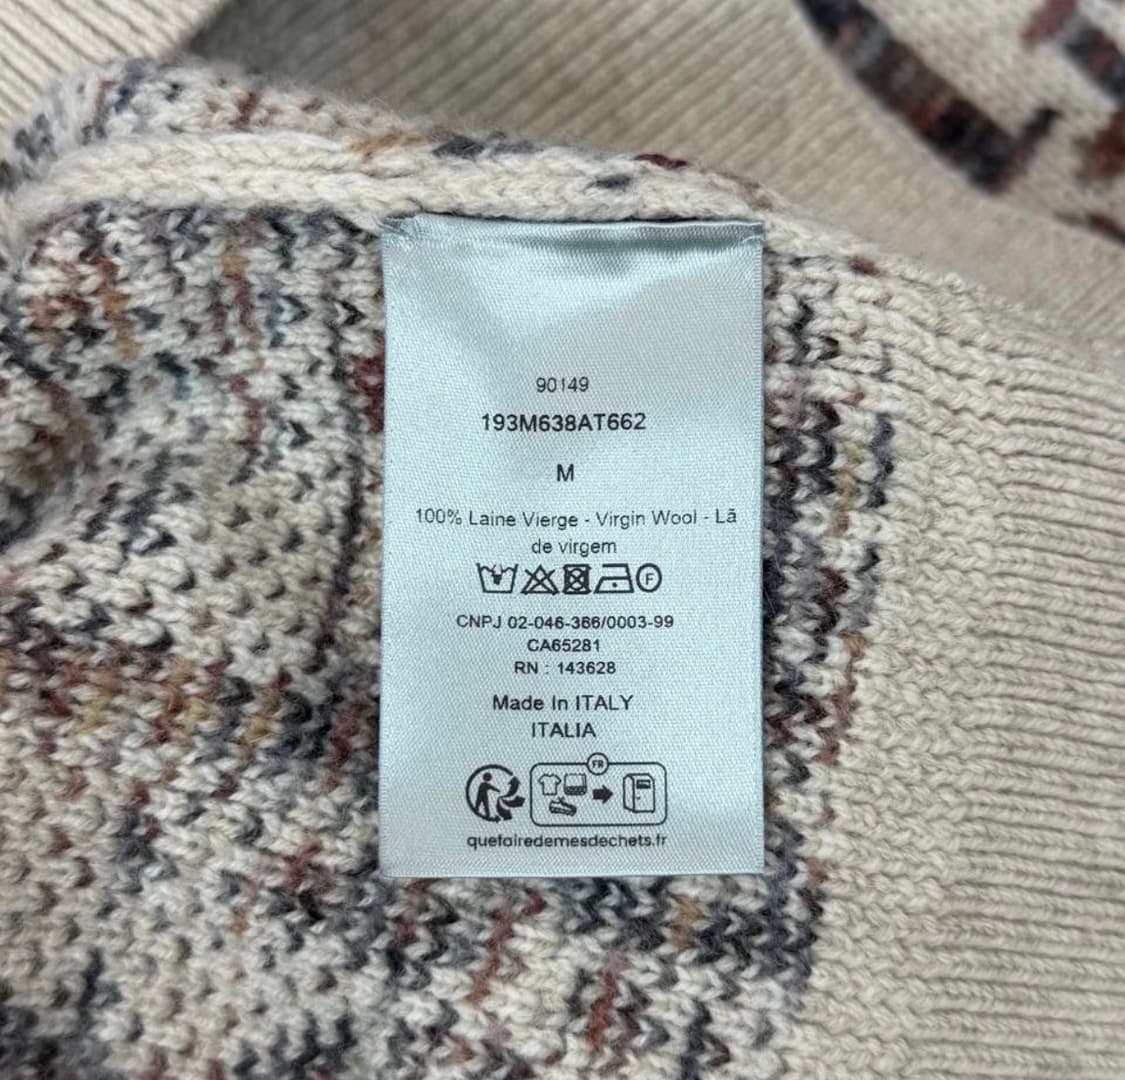 90149
193M638AT662
M
100% Laine Vierge - Virgin Wool - Lã
de virgem
F
CNPJ 02-046-366/0003-99
CA65281
RN : 143628
Made In ITALY
ITALIA
FR
quefairedemesdechets.fr